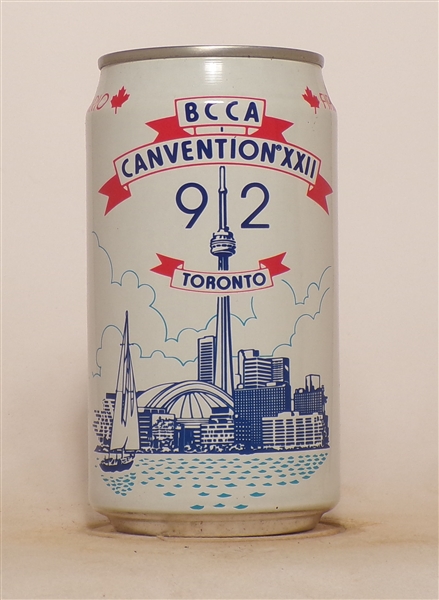 BCCA
CANVENTION® XXII
92
TORONTO